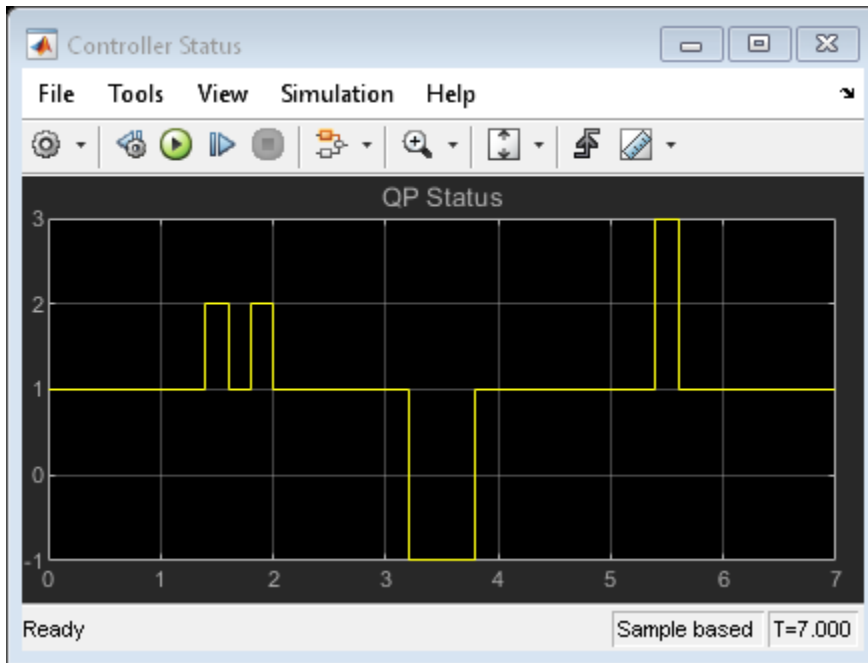 Controller Status
File Tools View Simulation Help
QP Status
3
2
1
0
-1
0 1 2 3 4 5 6 7
Ready Sample based T=7.000